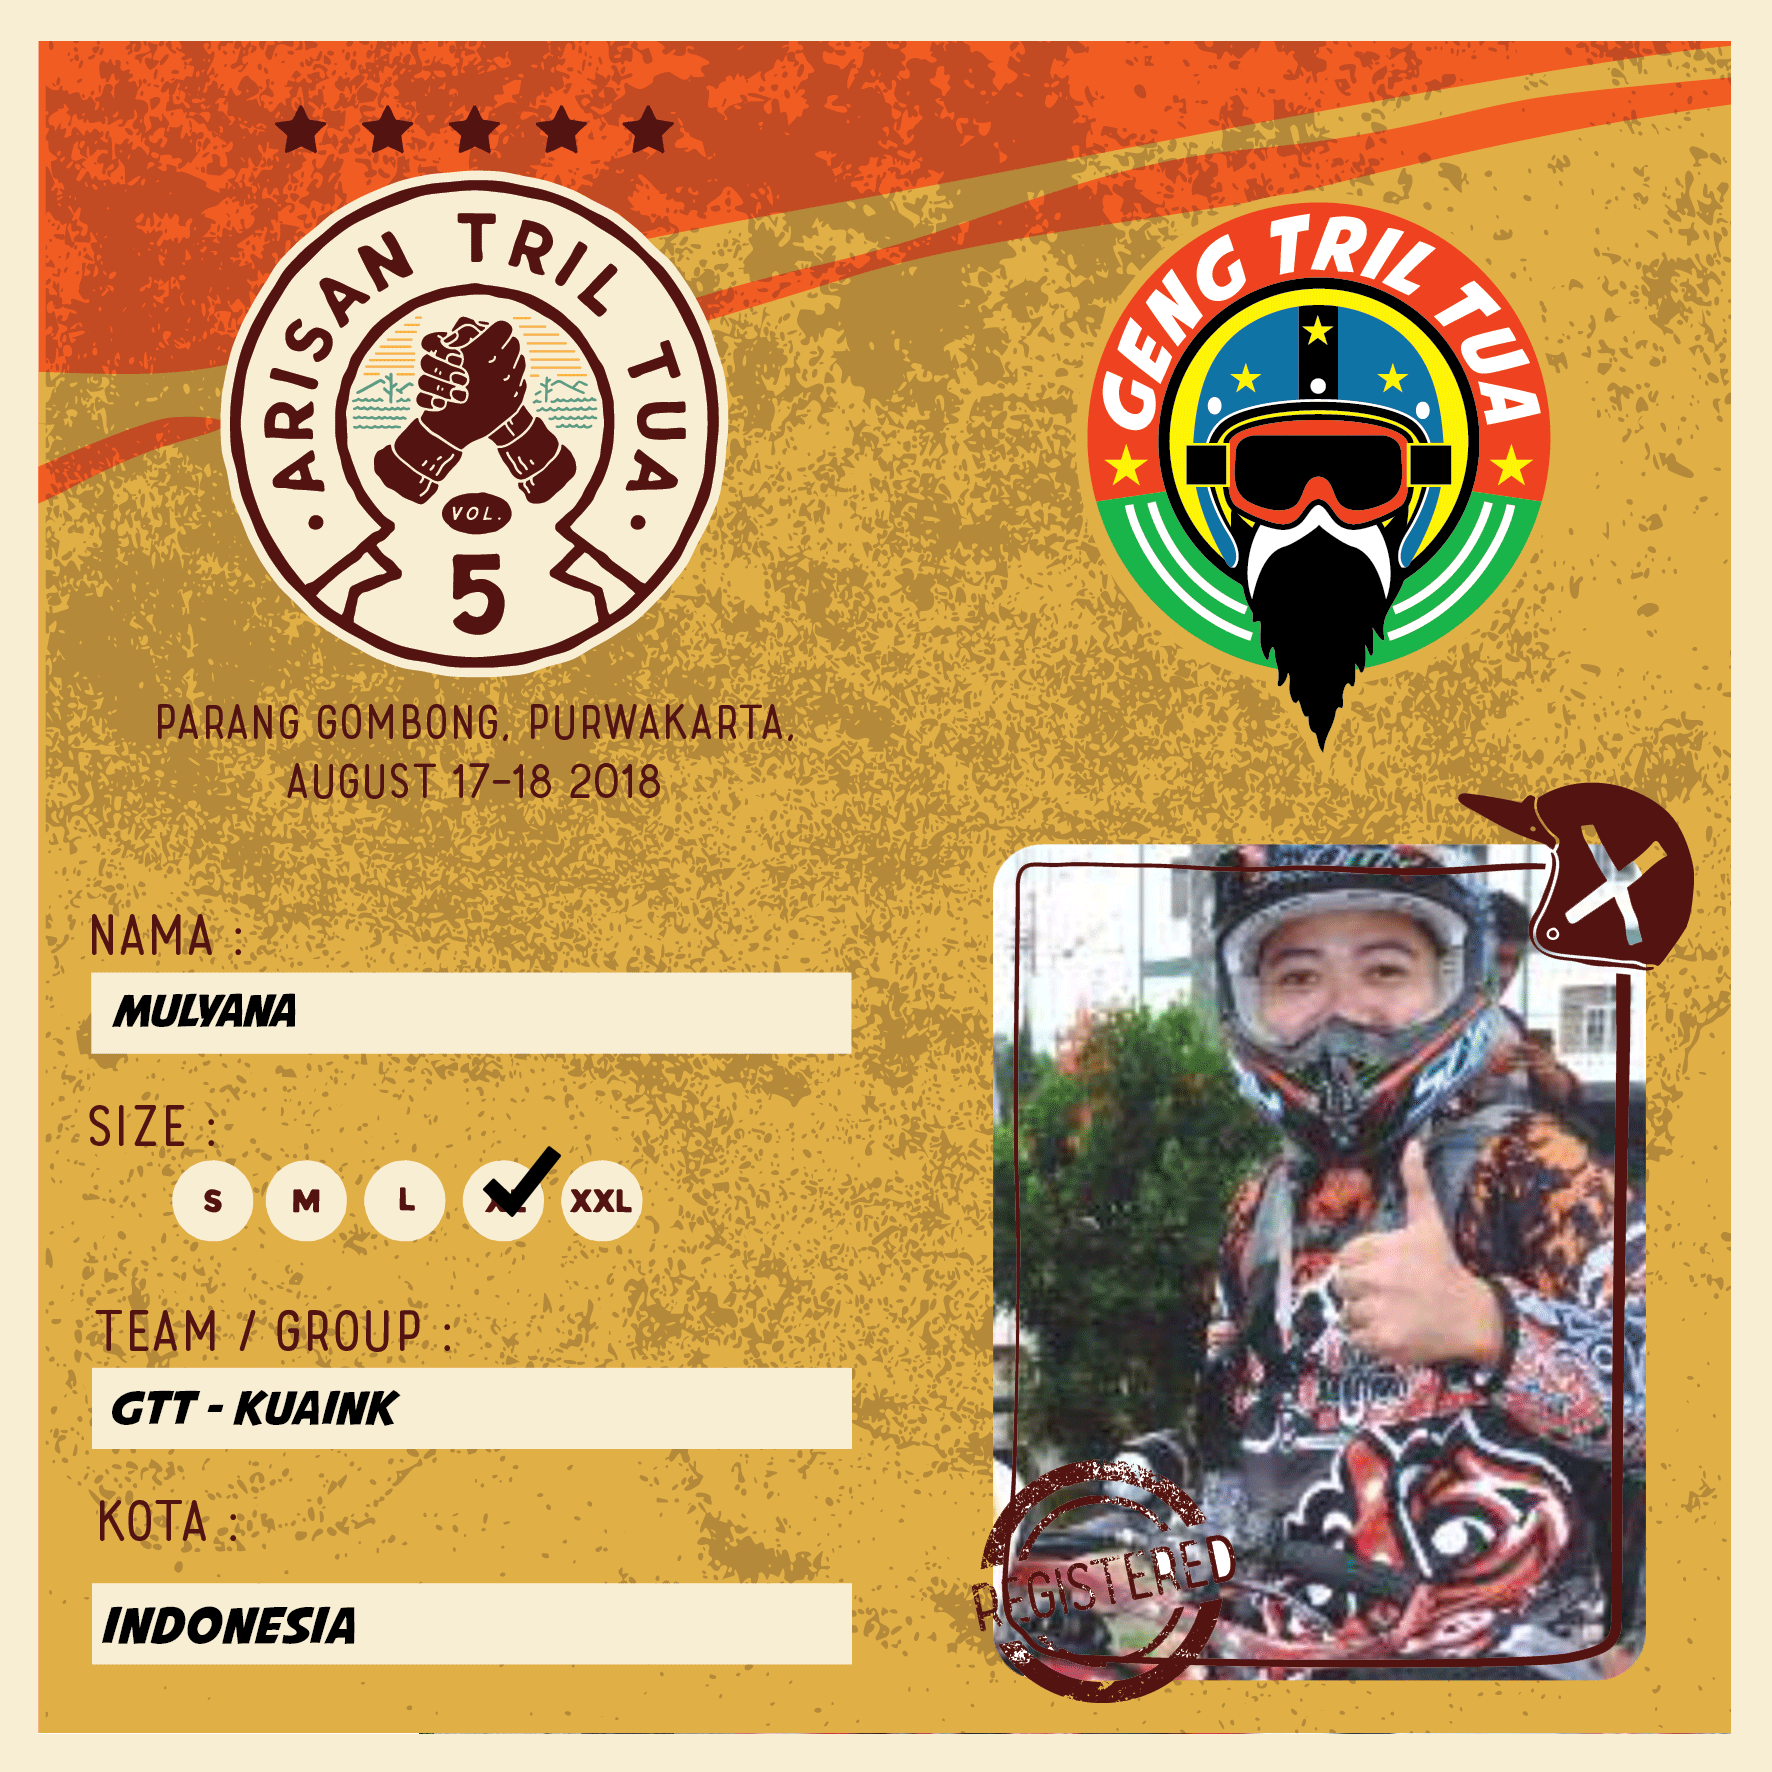 ARISAN TRIL TUA
VOL.
5
GENG TRIL TUA
PARANG GOMBONG, PURWAKARTA,
AUGUST 17-18 2018
NAMA :
MULYANA
SIZE :
S M L XL XXL
TEAM / GROUP :
GTT - KUAINK
KOTA :
INDONESIA
REGISTERED